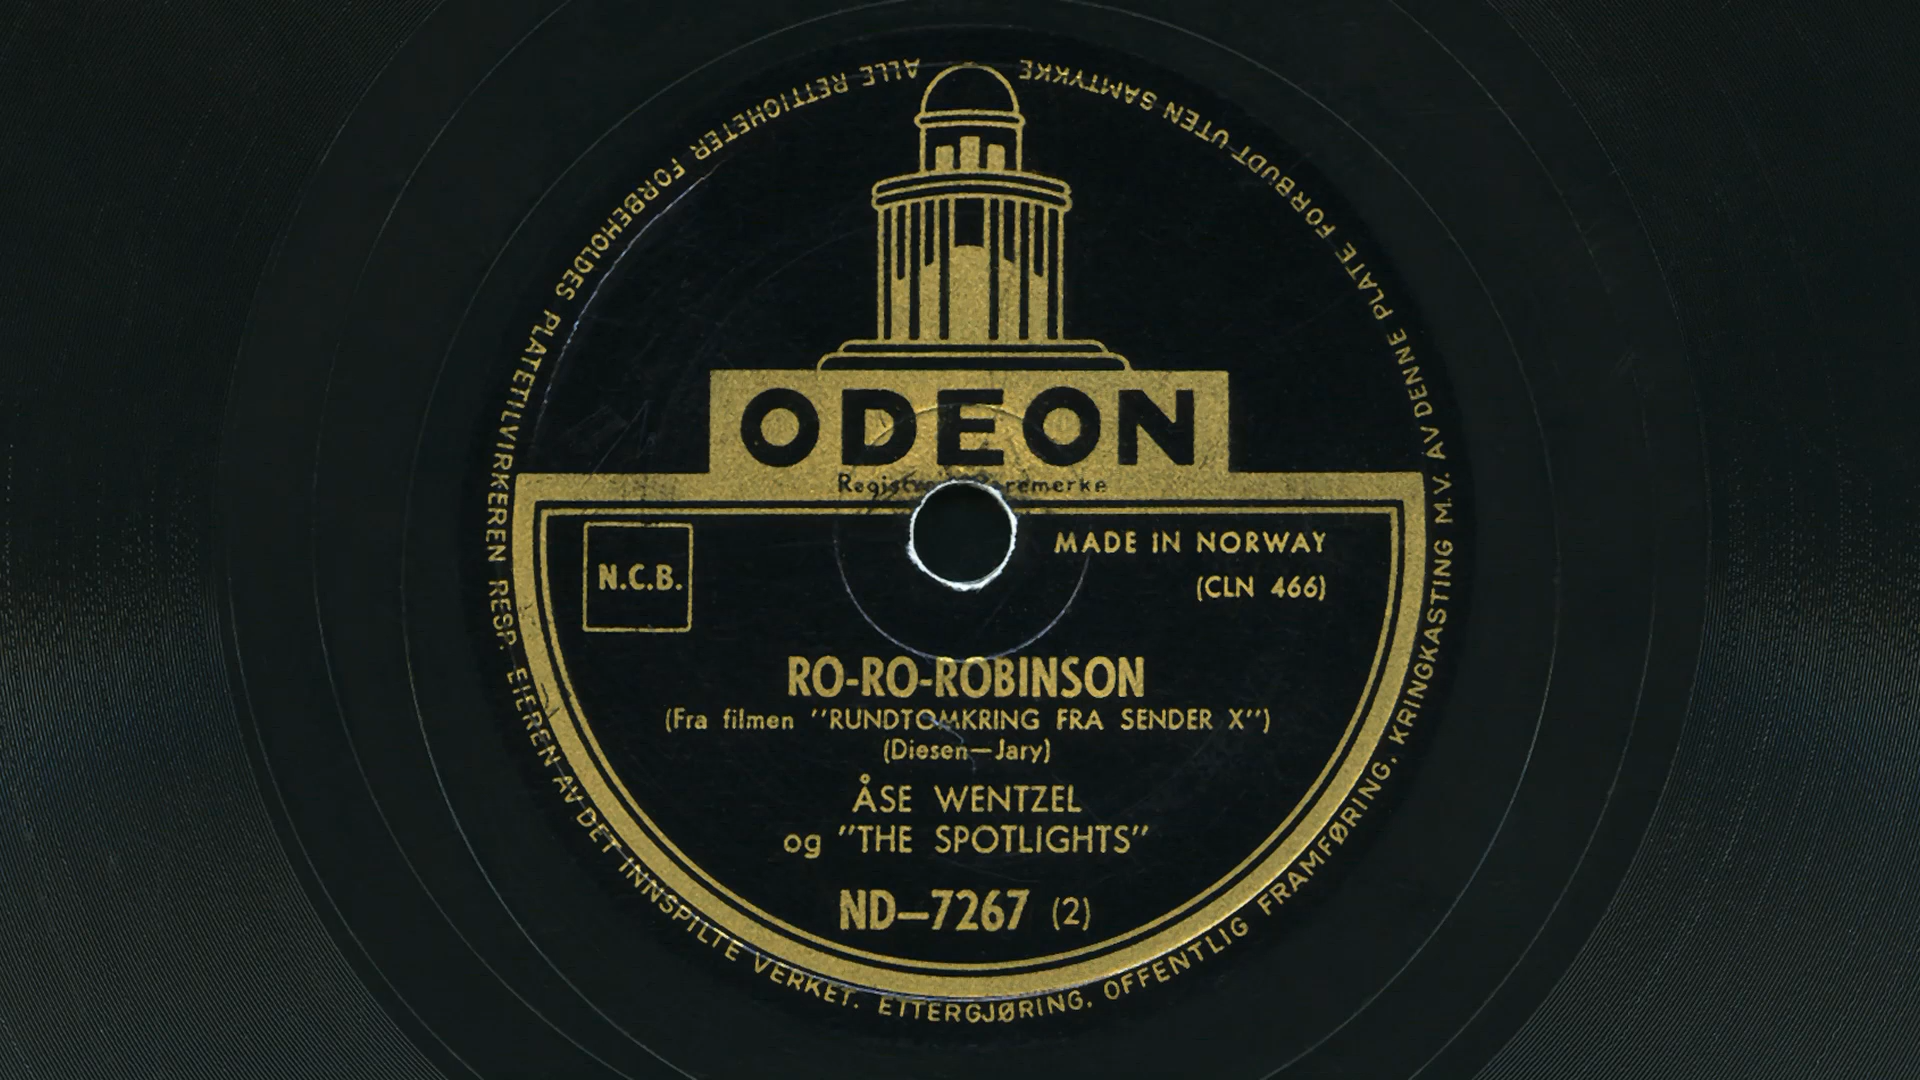 ALLE RETTIGHETER FORBEHOLDES PLATETILVIRKEREN RESP. EIEREN AV DET INNSPILTE VERKET. ETTERGJØRING, OFFENTLIG FRAMFØRING, KRINGKASTING M.V. AV DENNE PLATE FORBUDT UTEN SAMTYKKE
ODEON
N.C.B.
MADE IN NORWAY
(CLN 466)
RO-RO-ROBINSON
(Fra filmen "RUNDTOMKRING FRA SENDER X")
(Diesen—Jary)
ÅSE WENTZEL
og "THE SPOTLIGHTS"
ND—7267 (2)